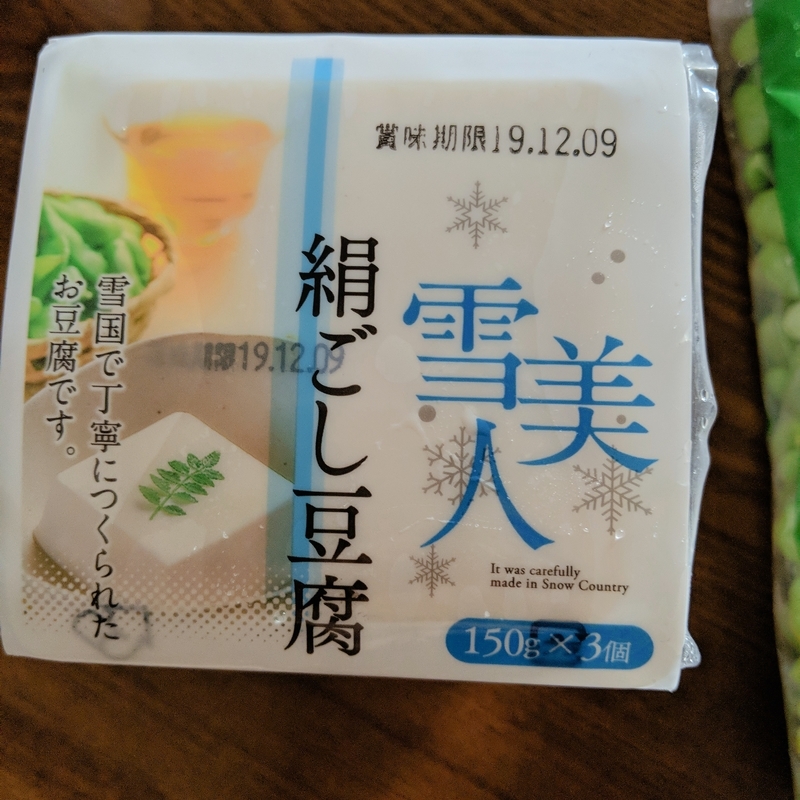 賞味期限19.12.09
雪美人
It was carefully
made in Snow Country
150g×3個
絹ごし豆腐
19.12.09
雪国で丁寧につくられた
お豆腐です。